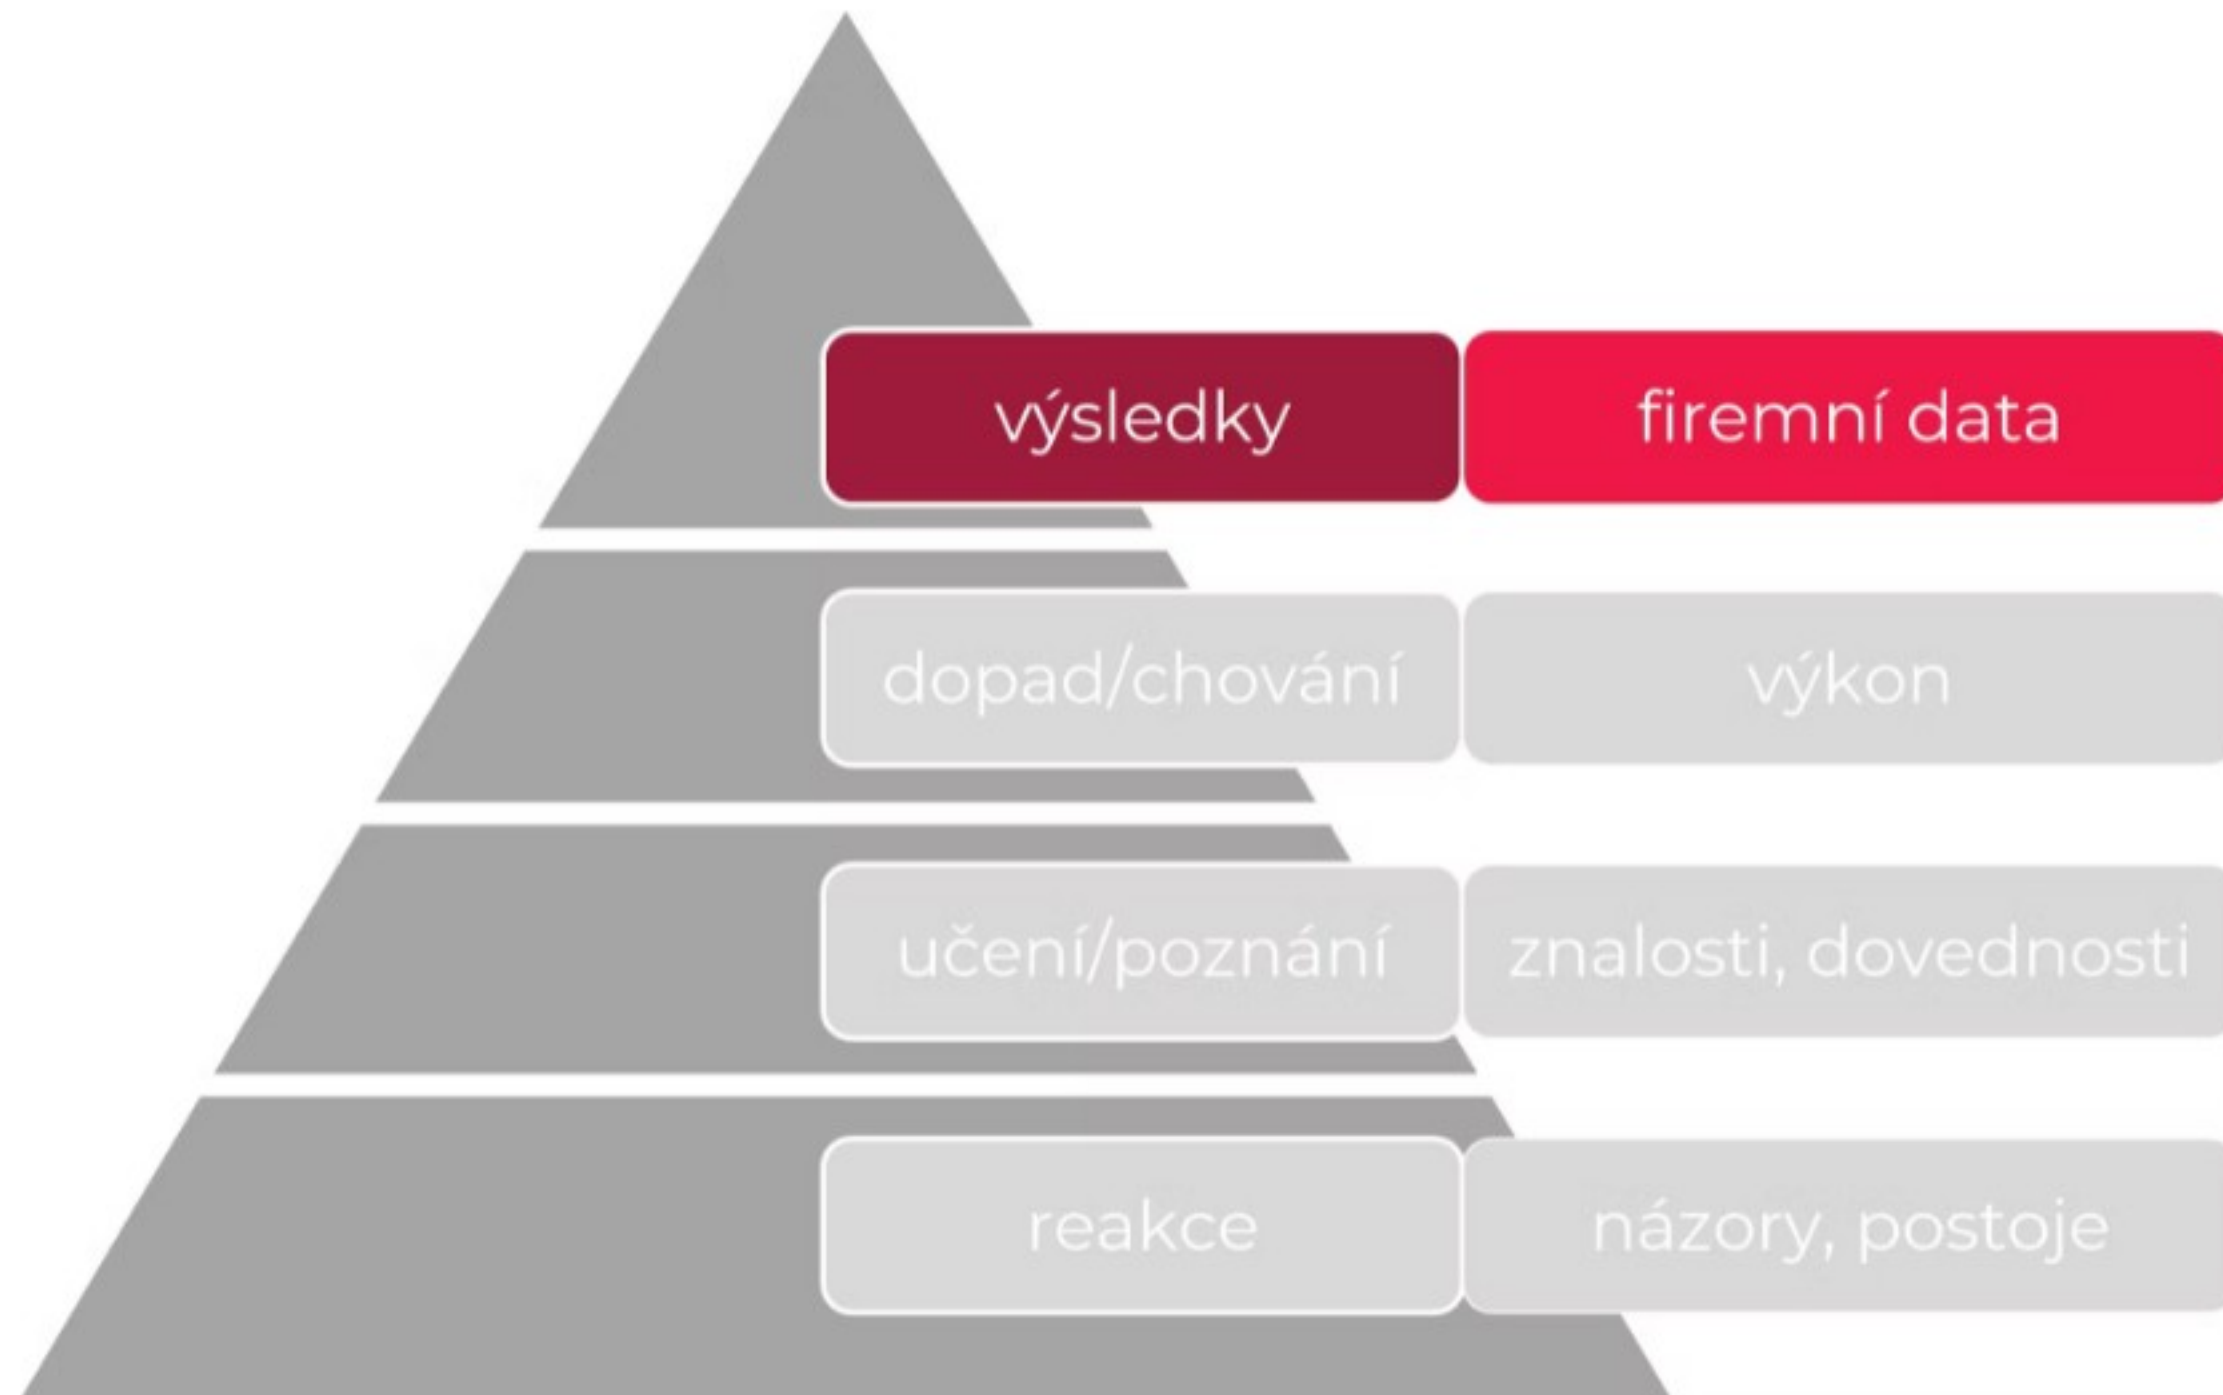 výsledky firemní data
dopad/chování výkon
učení/poznání znalosti, dovednosti
reakce názory, postoje